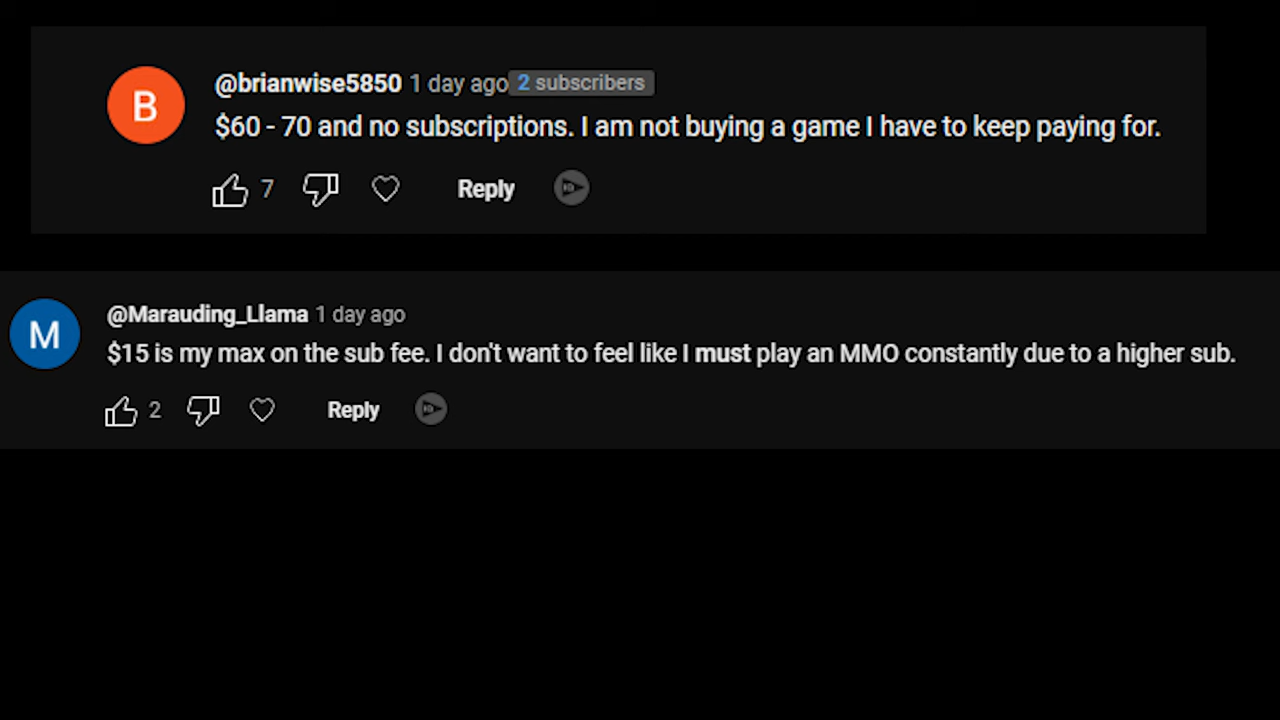 B
@brianwise5850 1 day ago 2 subscribers
$60 - 70 and no subscriptions. I am not buying a game I have to keep paying for.
7 Reply
M
@Marauding_Llama 1 day ago
$15 is my max on the sub fee. I don't want to feel like I must play an MMO constantly due to a higher sub.
2 Reply